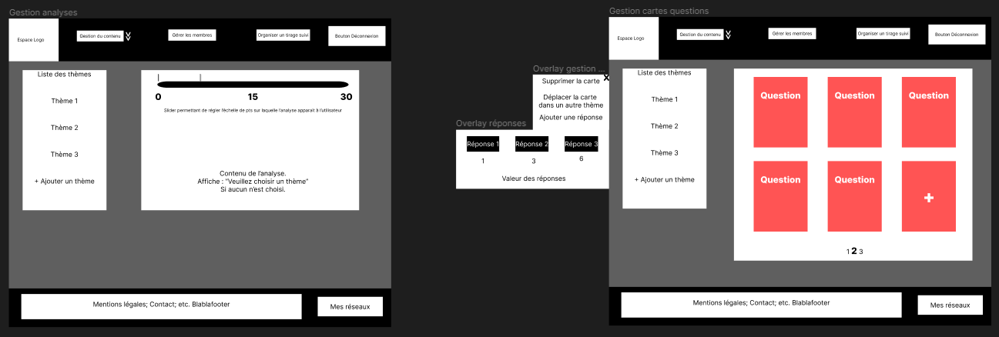 Gestion analyses
Espace Logo
Gestion du contenu
Gérer les membres
Organiser un tirage suivi
Bouton Déconnexion
Liste des thèmes
Thème 1
Thème 2
Thème 3
+ Ajouter un thème
0 15 30
Slider permettant de régler l'échelle de pts sur laquelle l'analyse apparait à l'utilisateur
Contenu de l'analyse.
Affiche : "Veuillez choisir un thème"
Si aucun n'est choisi.
Mentions légales; Contact; etc. Blablafooter
Mes réseaux
Overlay gestion ...
Supprimer la carte
X
Déplacer la carte
dans un autre thème
Ajouter une réponse
Overlay réponses
Réponse 1 Réponse 2 Réponse 3
1 3 6
Valeur des réponses
Gestion cartes questions
Espace Logo
Gestion du contenu
Gérer les membres
Organiser un tirage suivi
Bouton Déconnexion
Liste des thèmes
Thème 1
Thème 2
Thème 3
+ Ajouter un thème
Question Question Question
Question Question +
1 2 3
Mentions légales; Contact; etc. Blablafooter
Mes réseaux